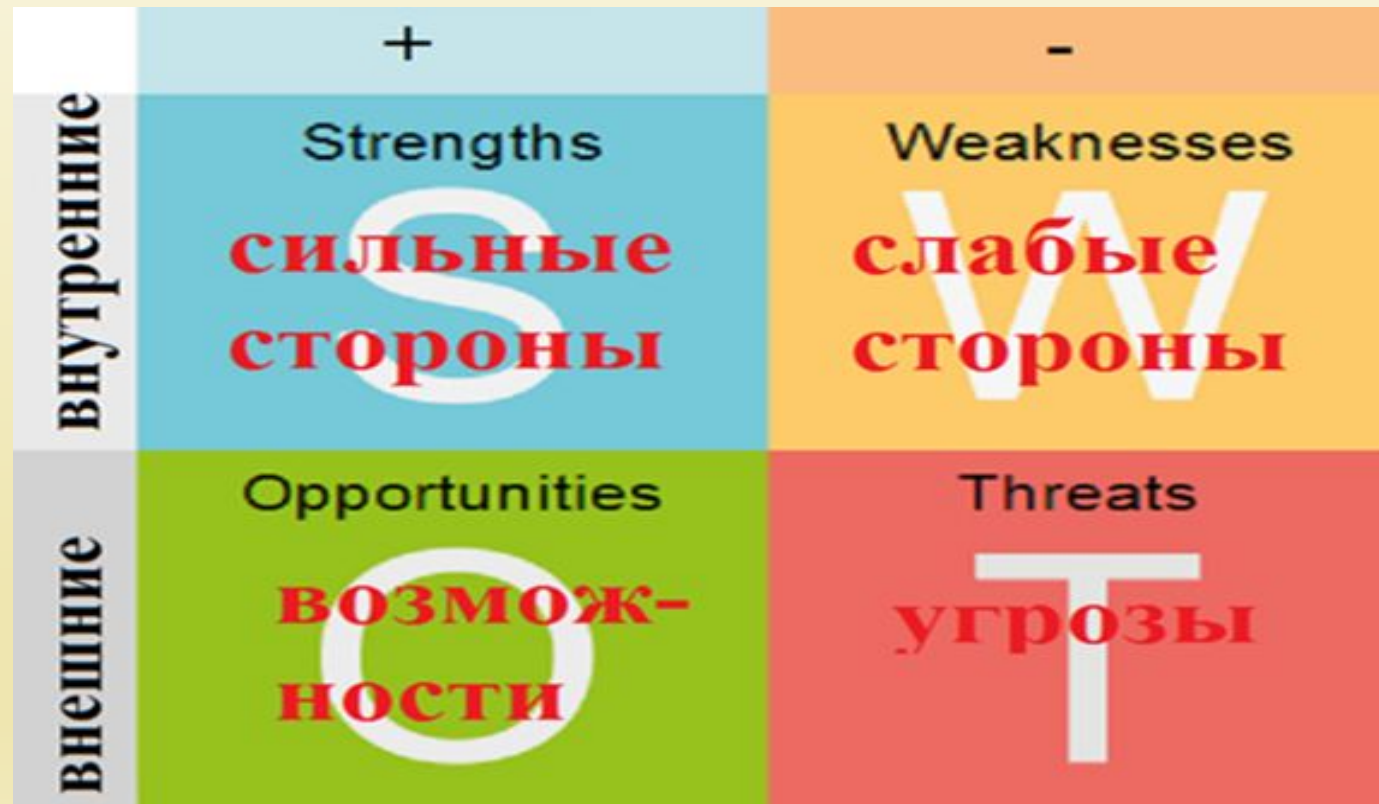 +
-
внутренние
Strengths
S
сильные
стороны
Weaknesses
W
слабые
стороны
внешние
Opportunities
O
возмож-
ности
Threats
T
угрозы